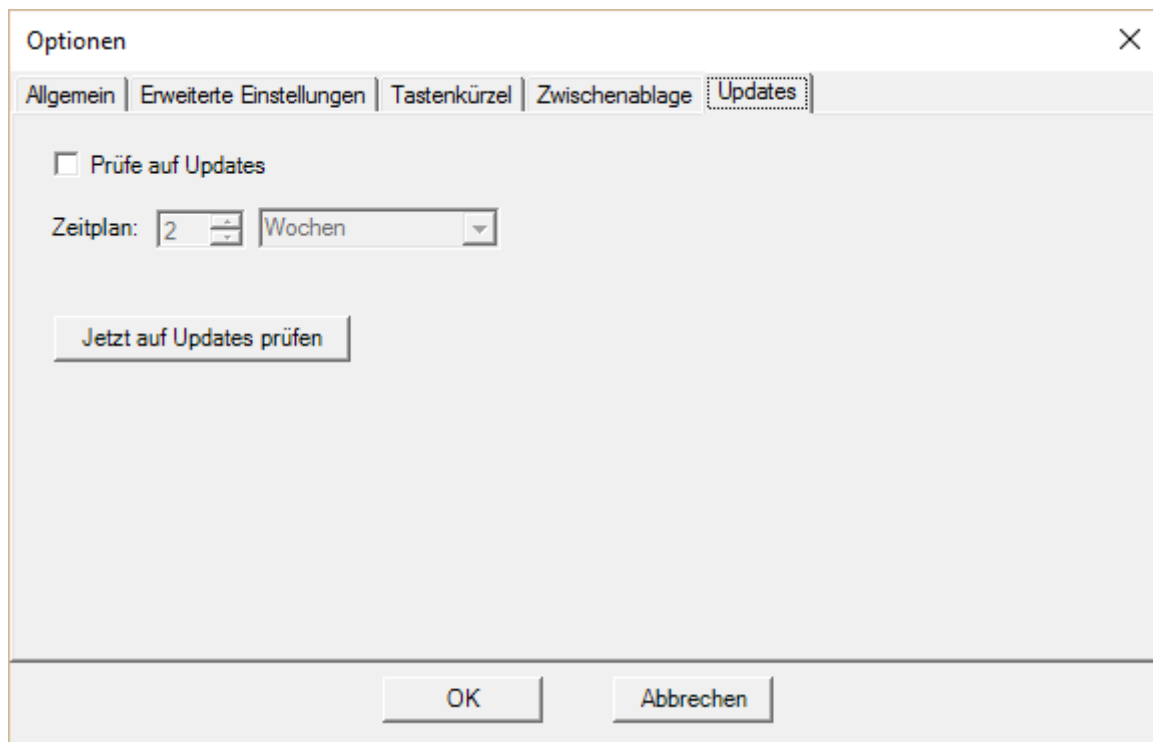 Optionen
Allgemein Erweiterte Einstellungen Tastenkürzel Zwischenablage Updates
Prüfe auf Updates
Zeitplan: 2 Wochen
Jetzt auf Updates prüfen
OK Abbrechen